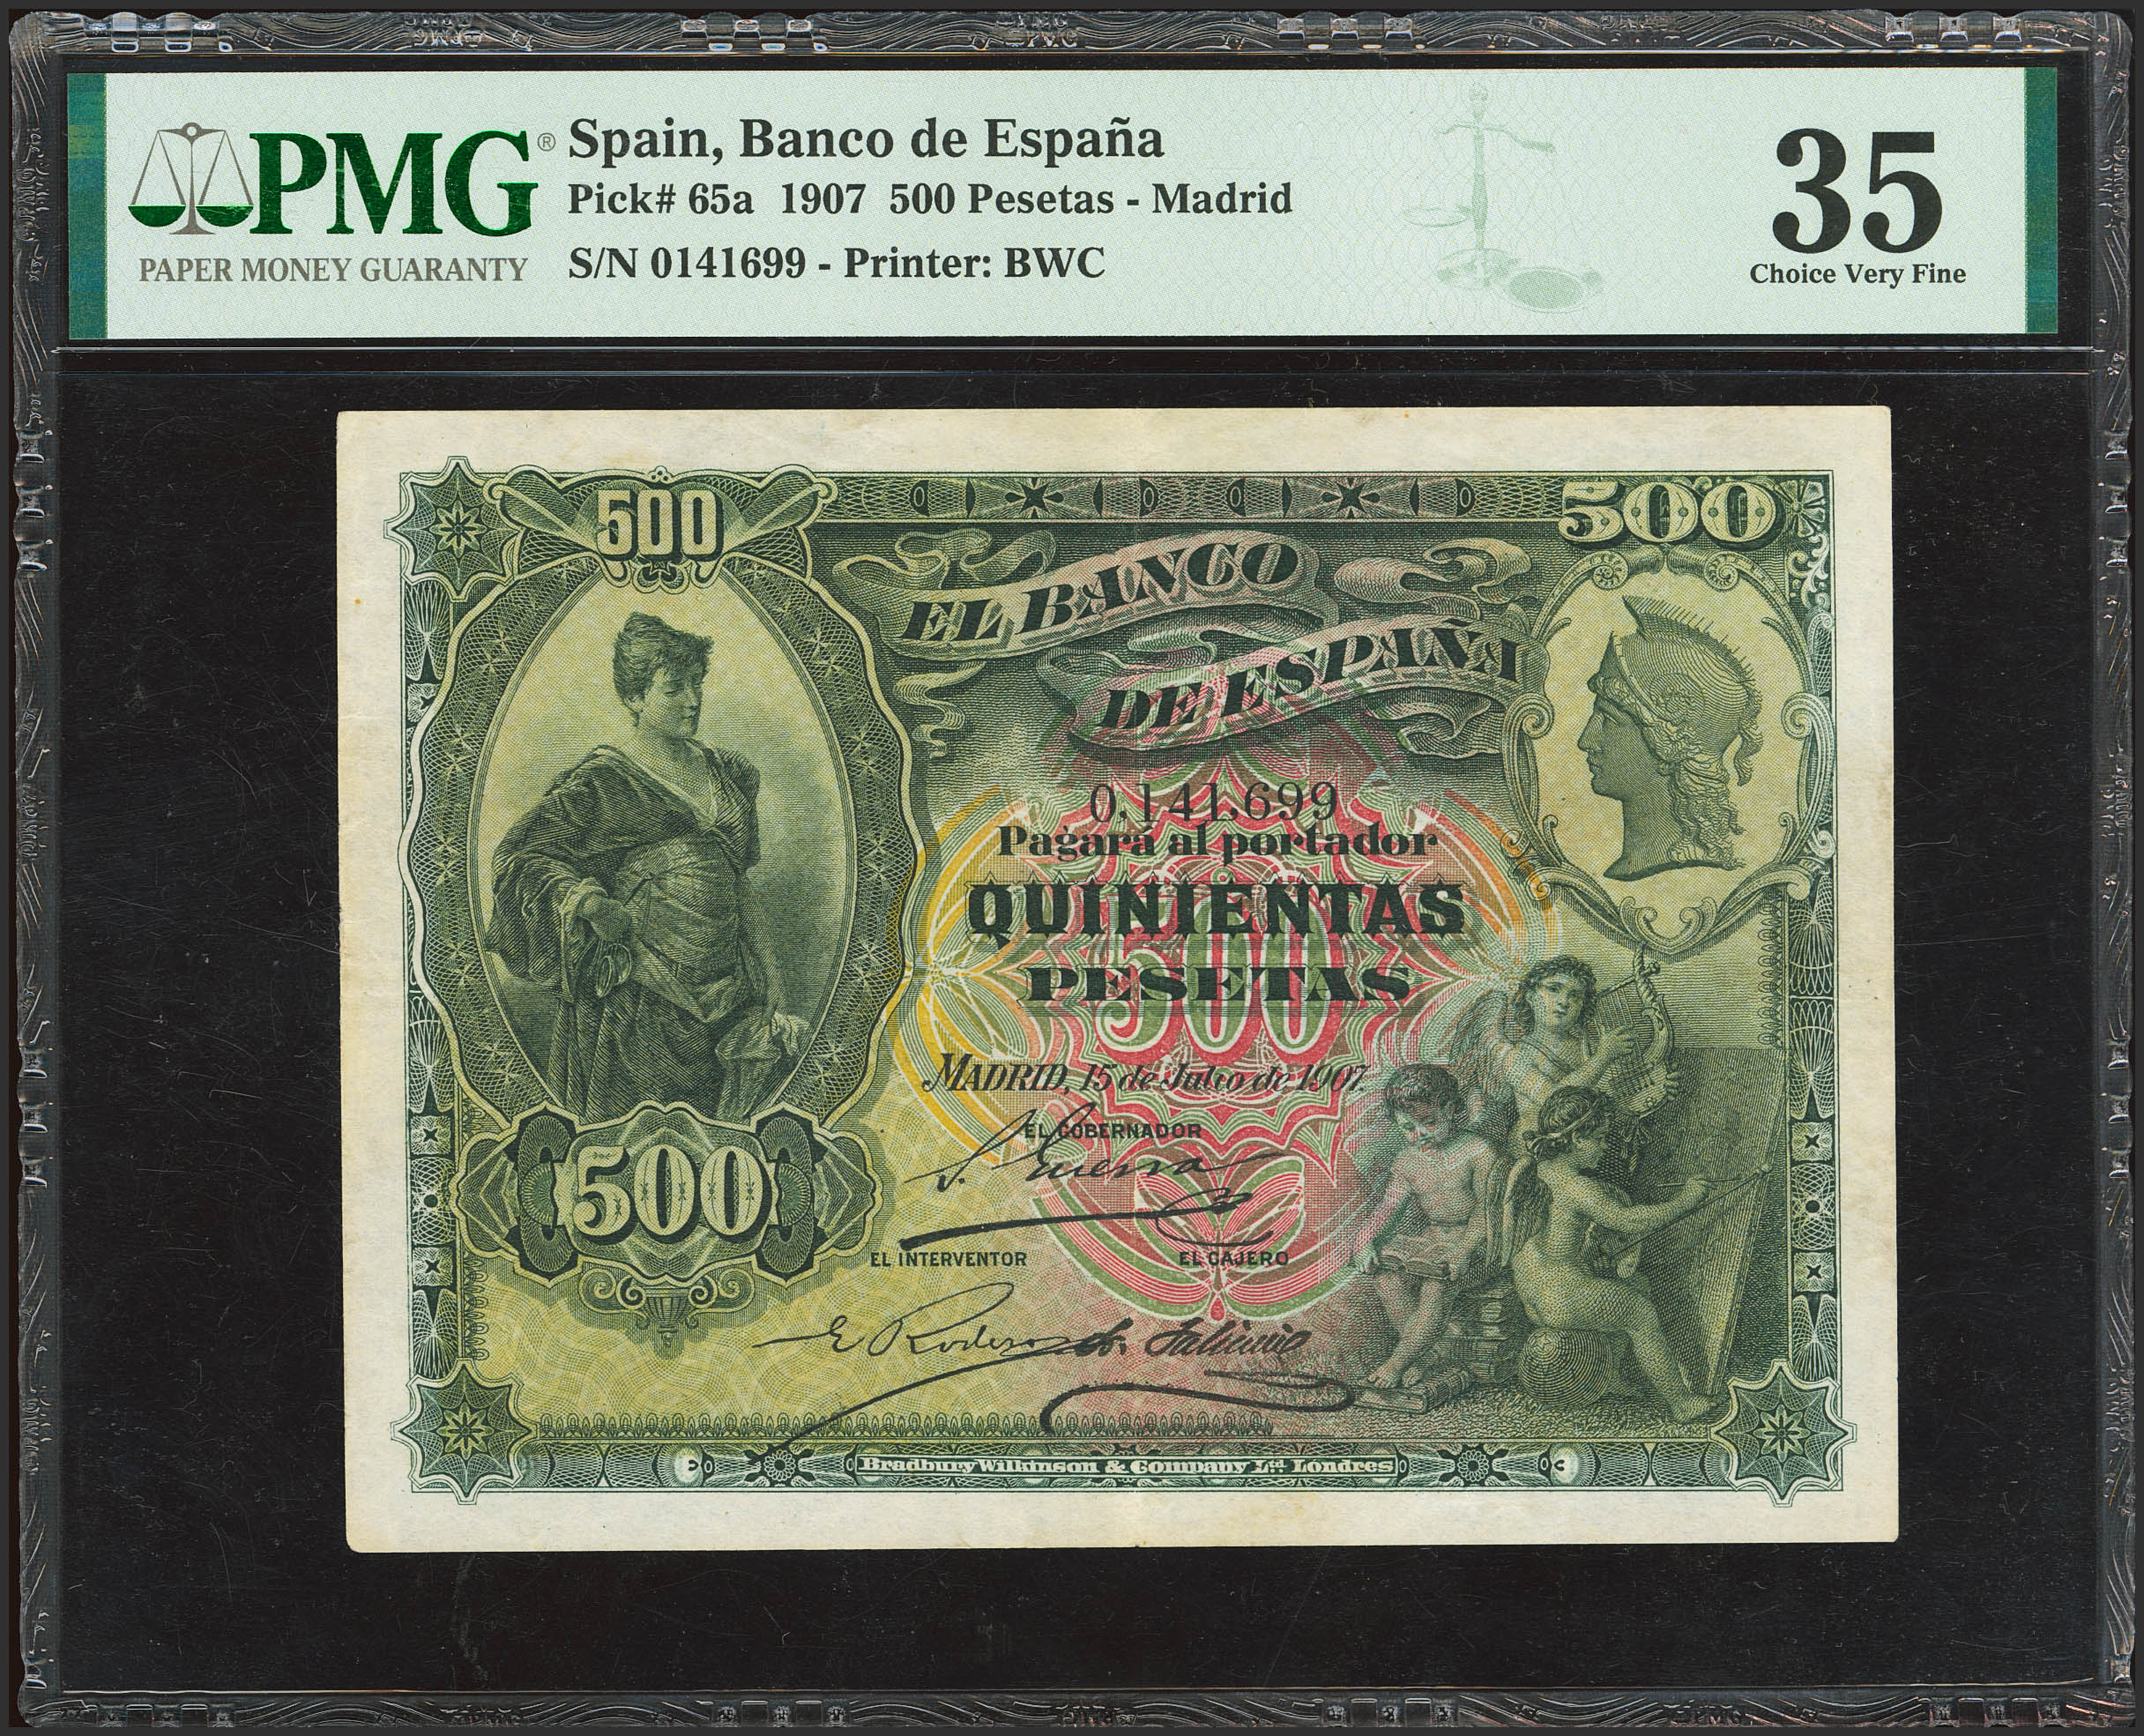 PMG®
PAPER MONEY GUARANTY
Spain, Banco de España
Pick# 65a 1907 500 Pesetas - Madrid
S/N 0141699 - Printer: BWC
35
Choice Very Fine
500
500
EL BANCO
DE ESPAÑA
0,141,699
Pagará al portador
QUINIENTAS
500
PESETAS
MADRID, 15 de Julio de 1907.
EL GOBERNADOR
500
EL INTERVENTOR
EL CAJERO
Bradbury Wilkinson & Company Ltd. Londres